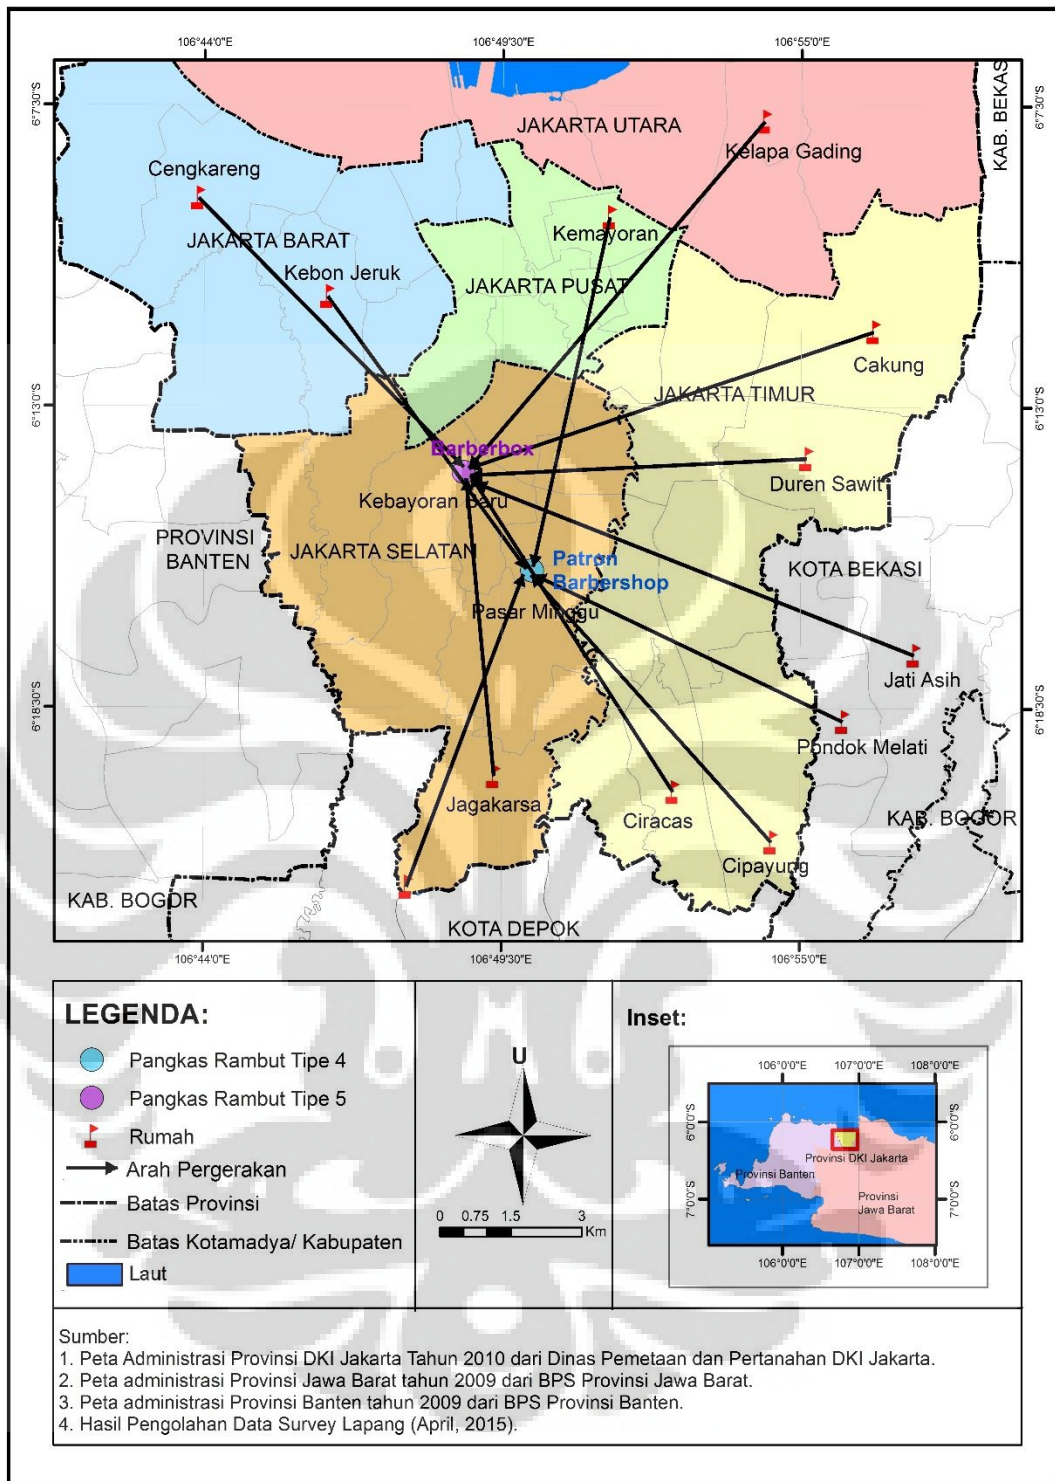 106°44'0"E
106°49'30"E
106°55'0"E
6°7'30"S
6°7'30"S
KAB. BEKASI
JAKARTA UTARA
Kelapa Gading
Cengkareng
Kemayoran
JAKARTA BARAT
Kebon Jeruk
JAKARTA PUSAT
Cakung
JAKARTA TIMUR
6°13'0"S
6°13'0"S
Barberbox
Duren Sawit
Kebayoran Baru
PROVINSI
BANTEN
JAKARTA SELATAN
Patron
Barbershop
KOTA BEKASI
Pasar Minggu
Jati Asih
6°18'30"S
6°18'30"S
Pondok Melati
Jagakarsa
Ciracas
KAB. BOGOR
Cipayung
KAB. BOGOR
KOTA DEPOK
106°44'0"E
106°49'30"E
106°55'0"E
LEGENDA:
Pangkas Rambut Tipe 4
Pangkas Rambut Tipe 5
Rumah
Arah Pergerakan
Batas Provinsi
Batas Kotamadya/ Kabupaten
Laut
U
0 0.75 1.5 3
Km
Inset:
106°0'0"E
107°0'0"E
108°0'0"E
6°0'0"S
6°0'0"S
Provinsi DKI Jakarta
Provinsi Banten
Provinsi
Jawa Barat
7°0'0"S
7°0'0"S
106°0'0"E
107°0'0"E
108°0'0"E
Sumber:
1. Peta Administrasi Provinsi DKI Jakarta Tahun 2010 dari Dinas Pemetaan dan Pertanahan DKI Jakarta.
2. Peta administrasi Provinsi Jawa Barat tahun 2009 dari BPS Provinsi Jawa Barat.
3. Peta administrasi Provinsi Banten tahun 2009 dari BPS Provinsi Banten.
4. Hasil Pengolahan Data Survey Lapang (April, 2015).